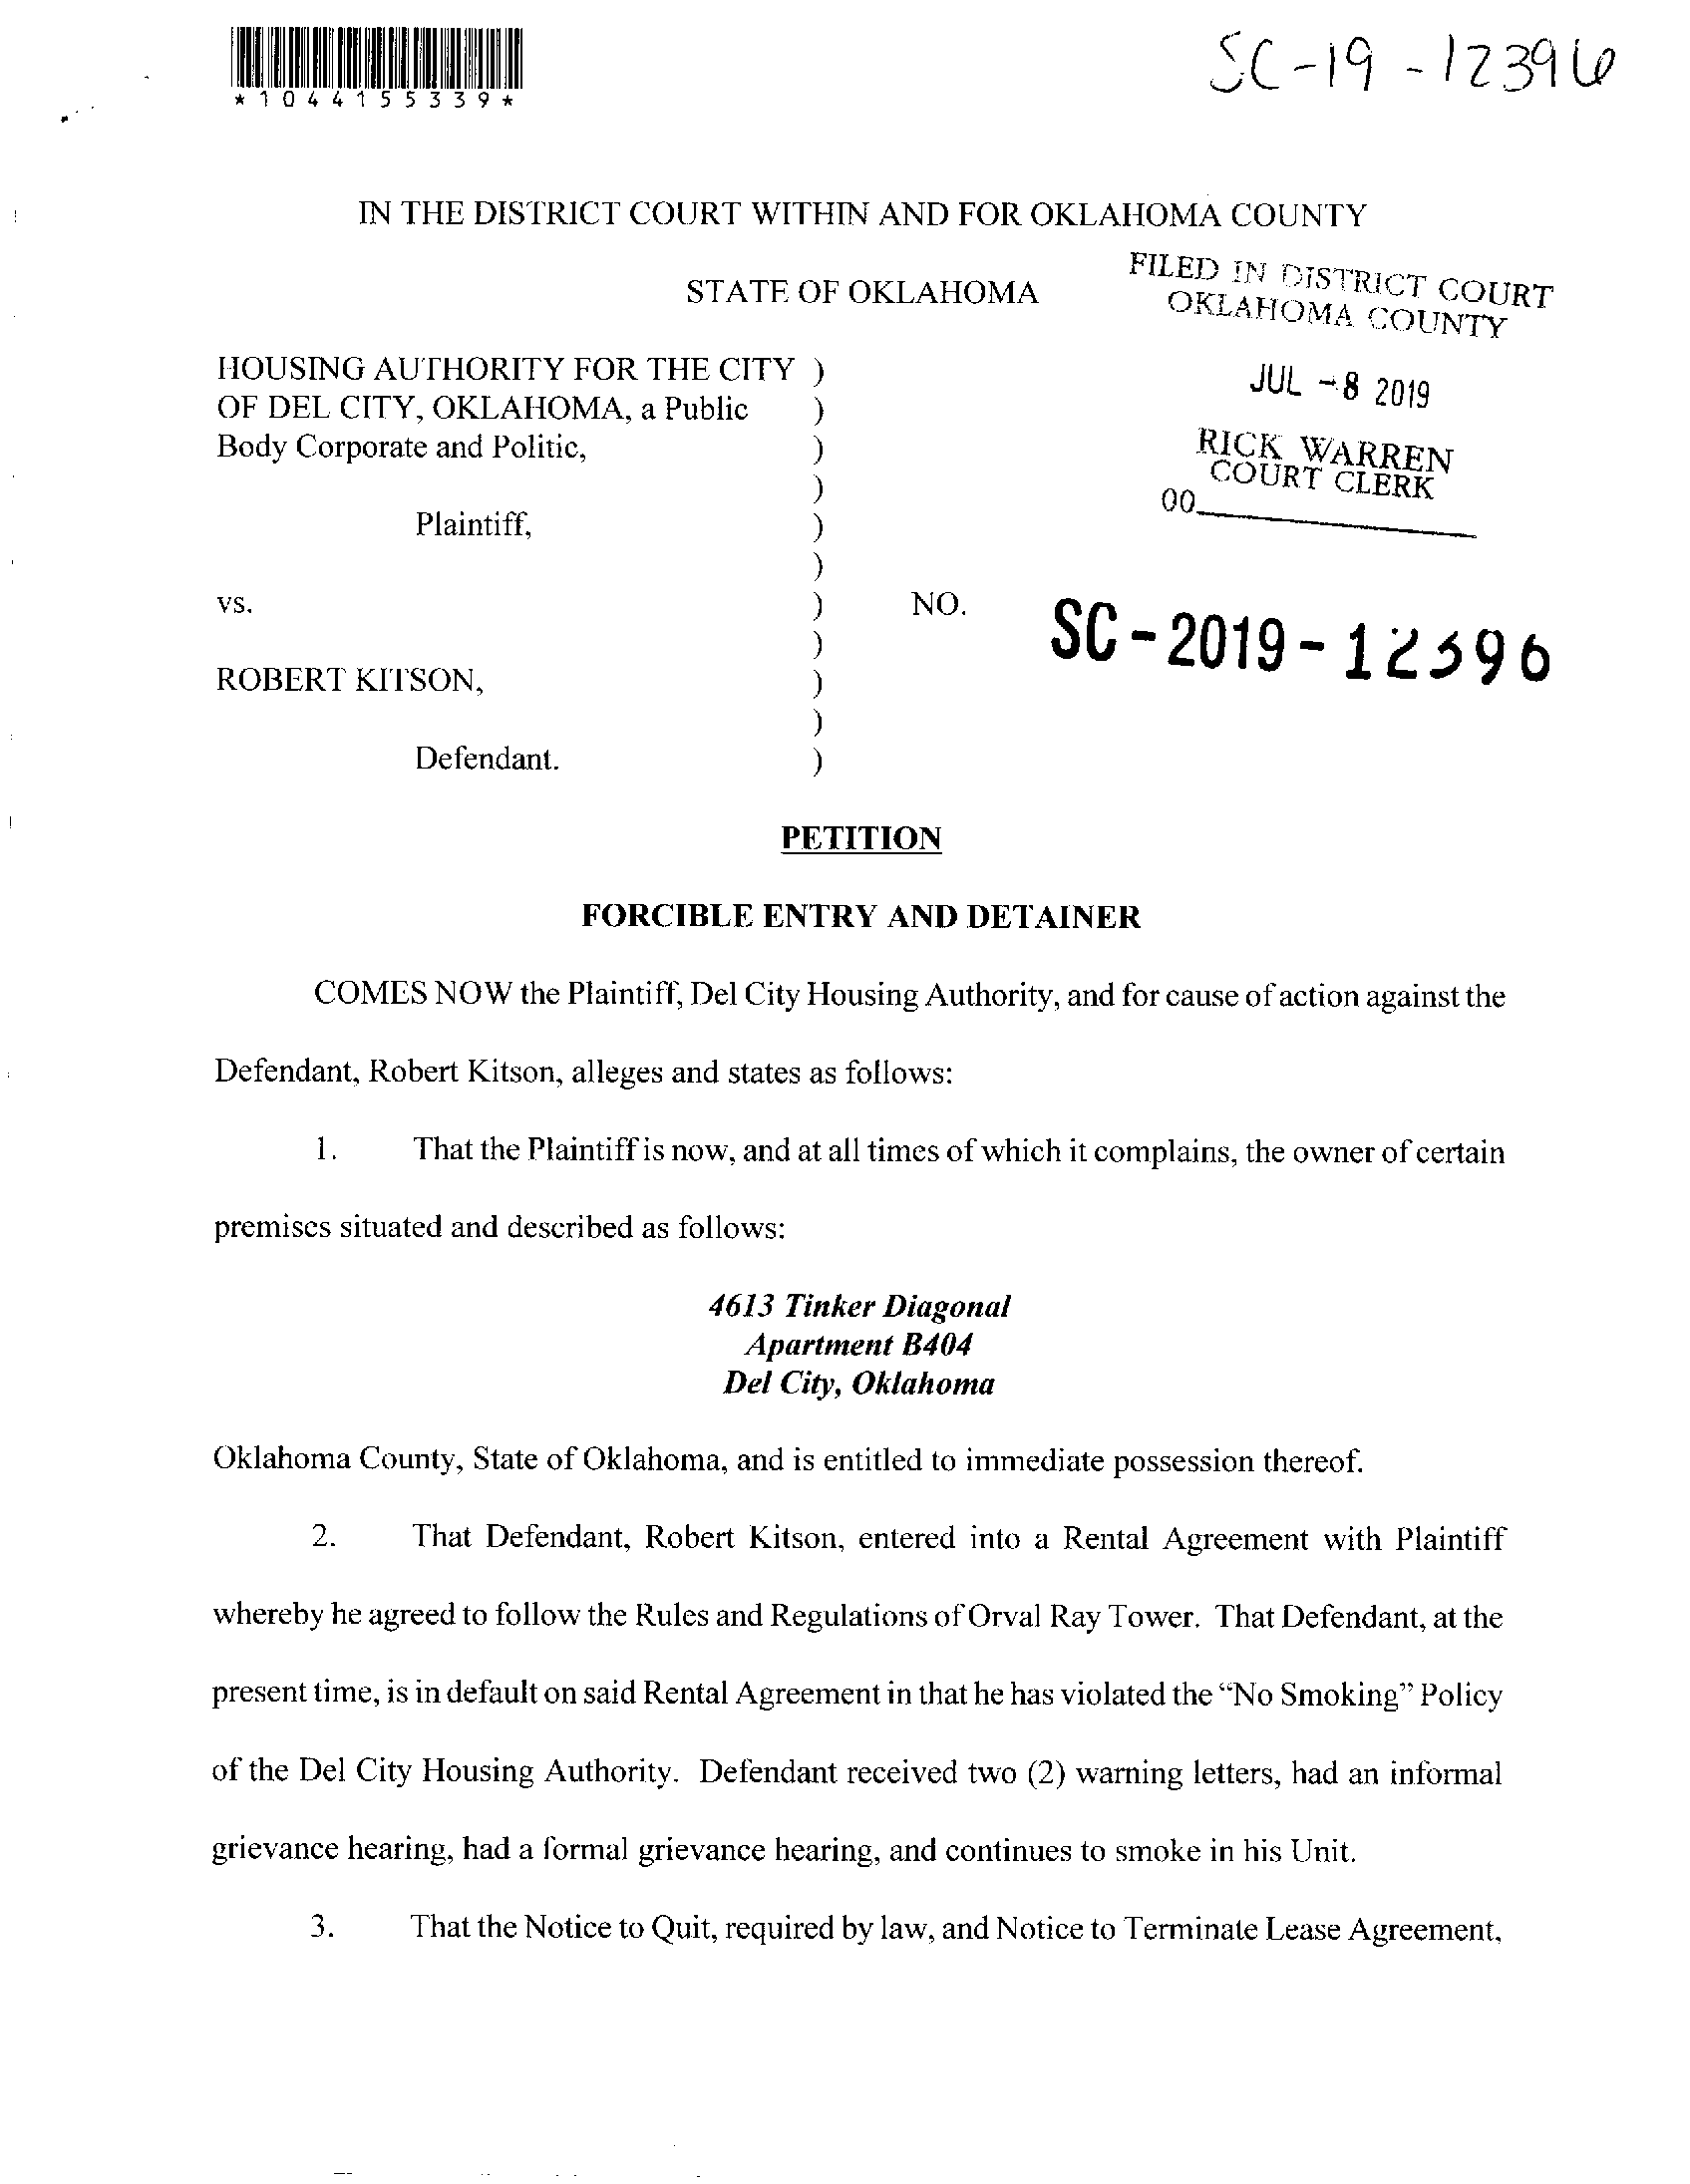 SC-19-12396
*1044155339*
IN THE DISTRICT COURT WITHIN AND FOR OKLAHOMA COUNTY
STATE OF OKLAHOMA
FILED IN DISTRICT COURT
OKLAHOMA COUNTY
JUL -8 2019
RICK WARREN
COURT CLERK
00
HOUSING AUTHORITY FOR THE CITY )
OF DEL CITY, OKLAHOMA, a Public )
Body Corporate and Politic, )
)
Plaintiff, )
)
vs. ) NO. SC-2019-12396
)
ROBERT KITSON, )
)
Defendant. )
PETITION
FORCIBLE ENTRY AND DETAINER
COMES NOW the Plaintiff, Del City Housing Authority, and for cause of action against the
Defendant, Robert Kitson, alleges and states as follows:
1. That the Plaintiff is now, and at all times of which it complains, the owner of certain
premises situated and described as follows:
4613 Tinker Diagonal
Apartment B404
Del City, Oklahoma
Oklahoma County, State of Oklahoma, and is entitled to immediate possession thereof.
2. That Defendant, Robert Kitson, entered into a Rental Agreement with Plaintiff
whereby he agreed to follow the Rules and Regulations of Orval Ray Tower. That Defendant, at the
present time, is in default on said Rental Agreement in that he has violated the “No Smoking” Policy
of the Del City Housing Authority. Defendant received two (2) warning letters, had an informal
grievance hearing, had a formal grievance hearing, and continues to smoke in his Unit.
3. That the Notice to Quit, required by law, and Notice to Terminate Lease Agreement,